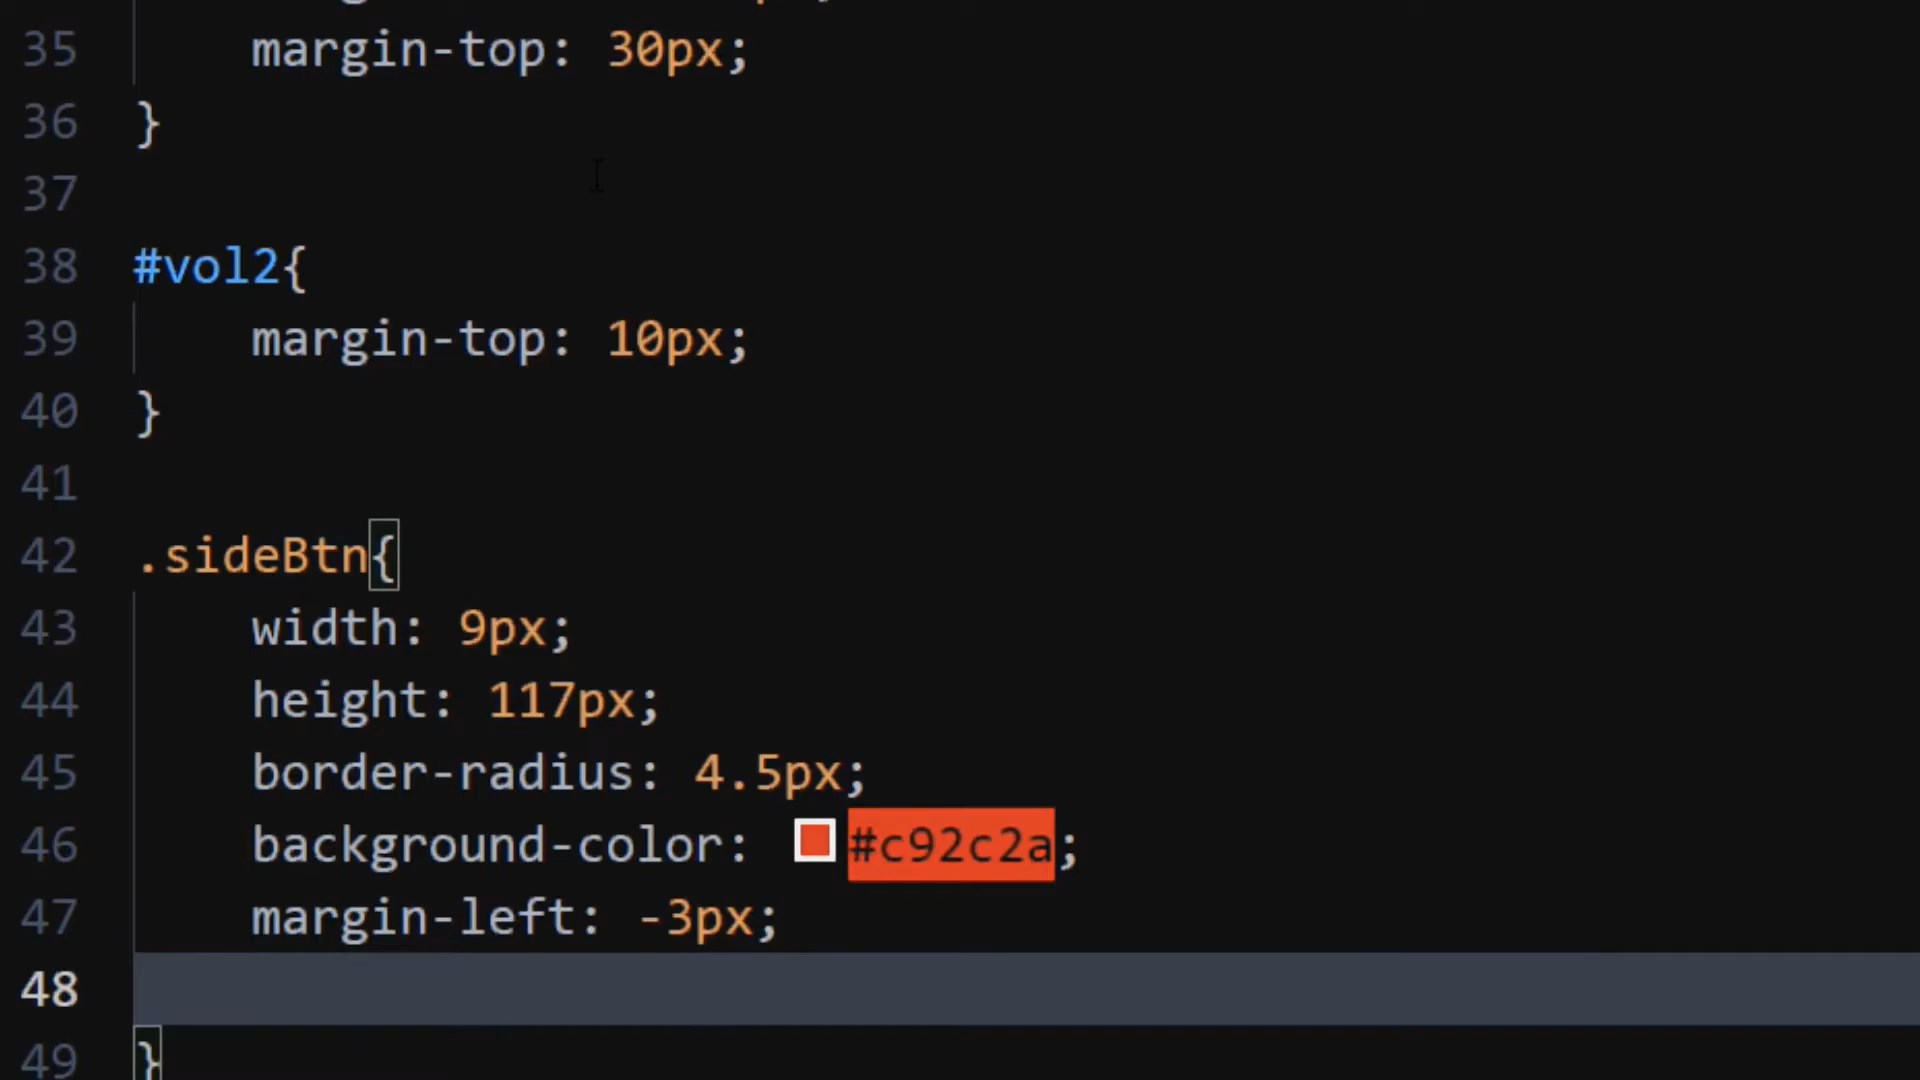 35 margin-top: 30px;
36 }
37
38 #vol2{
39 margin-top: 10px;
40 }
41
42 .sideBtn{
43 width: 9px;
44 height: 117px;
45 border-radius: 4.5px;
46 background-color: #c92c2a;
47 margin-left: -3px;
48
49 }